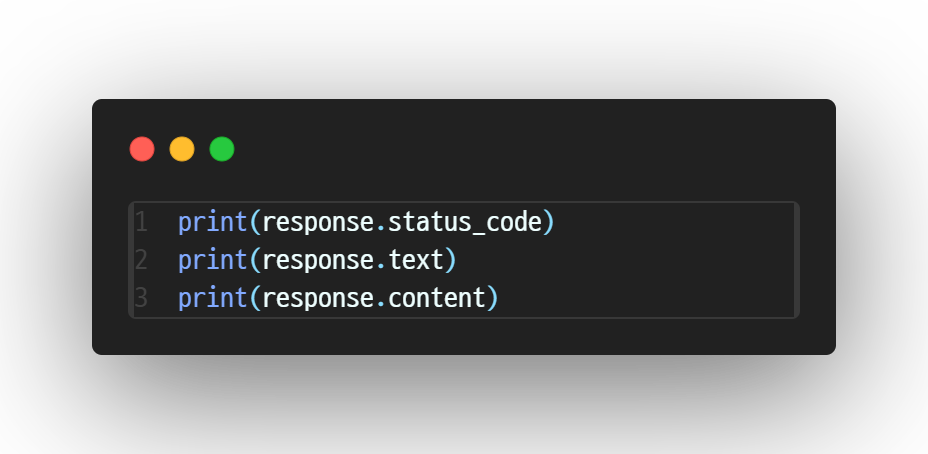 1 print(response.status_code)
2 print(response.text)
3 print(response.content)